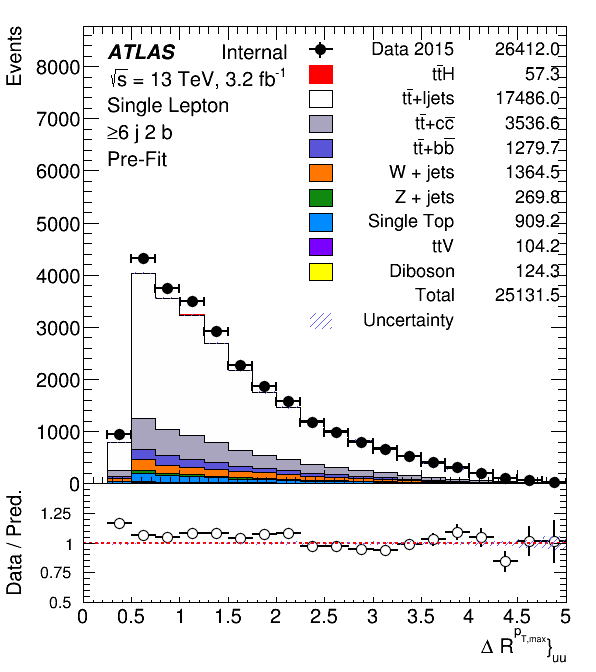 Events
ATLAS Internal
√s = 13 TeV, 3.2 fb⁻¹
Single Lepton
≥6 j 2 b
Pre-Fit
Data 2015 26412.0
tt̄H 57.3
tt̄+ljets 17486.0
tt̄+cc̄ 3536.6
tt̄+bb̄ 1279.7
W + jets 1364.5
Z + jets 269.8
Single Top 909.2
ttV 104.2
Diboson 124.3
Total 25131.5
Uncertainty
8000
7000
6000
5000
4000
3000
2000
1000
0
Data / Pred.
1.25
1
0.75
0.5
0 0.5 1 1.5 2 2.5 3 3.5 4 4.5 5
Δ R^{p_{T,max}}}_{uu}